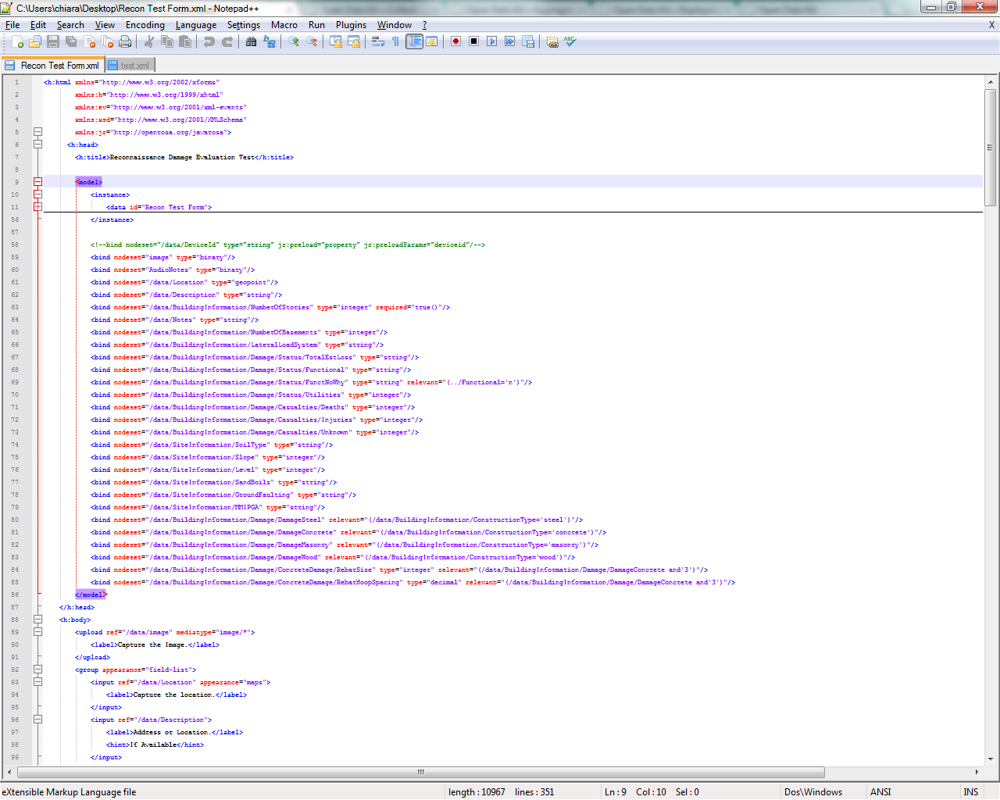 C:\Users\chiara\Desktop\Recon Test Form.xml - Notepad++
File Edit Search View Encoding Language Settings Macro Run Plugins Window ? X
Recon Test Form.xml test.xml
1 <h:html xmlns="http://www.w3.org/2002/xforms"
2 xmlns:h="http://www.w3.org/1999/xhtml"
3 xmlns:ev="http://www.w3.org/2001/xml-events"
4 xmlns:xsd="http://www.w3.org/2001/XMLSchema"
5 xmlns:jr="http://openrosa.org/javarosa">
6 <h:head>
7 <h:title>Reconnaissance Damage Evaluation Test</h:title>
8
9 <model>
10 <instance>
11 <data id="Recon Test Form">
56 </instance>
57
58 <!--bind nodeset="/data/DeviceId" type="string" jr:preload="property" jr:preloadParams="deviceid"/-->
59 <bind nodeset="image" type="binary"/>
60 <bind nodeset="AudioNotes" type="binary"/>
61 <bind nodeset="/data/Location" type="geopoint"/>
62 <bind nodeset="/data/Description" type="string"/>
63 <bind nodeset="/data/BuildingInformation/NumberOfStories" type="integer" required="true()"/>
64 <bind nodeset="/data/Notes" type="string"/>
65 <bind nodeset="/data/BuildingInformation/NumberOfBasements" type="integer"/>
66 <bind nodeset="/data/BuildingInformation/LateralLoadSystem" type="string"/>
67 <bind nodeset="/data/BuildingInformation/Damage/Status/TotalEstLoss" type="string"/>
68 <bind nodeset="/data/BuildingInformation/Damage/Status/Functional" type="string"/>
69 <bind nodeset="/data/BuildingInformation/Damage/Status/FunctNoWhy" type="string" relevant="(../Functional='n')"/>
70 <bind nodeset="/data/BuildingInformation/Damage/Status/Utilities" type="integer"/>
71 <bind nodeset="/data/BuildingInformation/Damage/Casualties/Deaths" type="integer"/>
72 <bind nodeset="/data/BuildingInformation/Damage/Casualties/Injuries" type="integer"/>
73 <bind nodeset="/data/BuildingInformation/Damage/Casualties/Unknown" type="integer"/>
74 <bind nodeset="/data/SiteInformation/SoilType" type="string"/>
75 <bind nodeset="/data/SiteInformation/Slope" type="integer"/>
76 <bind nodeset="/data/SiteInformation/Level" type="integer"/>
77 <bind nodeset="/data/SiteInformation/SandBoils" type="string"/>
78 <bind nodeset="/data/SiteInformation/GroundFaulting" type="string"/>
79 <bind nodeset="/data/SiteInformation/MMIPGA" type="string"/>
80 <bind nodeset="/data/BuildingInformation/Damage/DamageSteel" relevant="(/data/BuildingInformation/ConstructionType='steel')"/>
81 <bind nodeset="/data/BuildingInformation/Damage/DamageConcrete" relevant="(/data/BuildingInformation/ConstructionType='concrete')"/>
82 <bind nodeset="/data/BuildingInformation/Damage/DamageMasonry" relevant="(/data/BuildingInformation/ConstructionType='masonry')"/>
83 <bind nodeset="/data/BuildingInformation/Damage/DamageWood" relevant="(/data/BuildingInformation/ConstructionType='wood')"/>
84 <bind nodeset="/data/BuildingInformation/Damage/ConcreteDamage/RebarSize" type="integer" relevant="(/data/BuildingInformation/Damage/DamageConcrete and'3')"/>
85 <bind nodeset="/data/BuildingInformation/Damage/ConcreteDamage/RebarHoopSpacing" type="decimal" relevant="(/data/BuildingInformation/Damage/DamageConcrete and'3')"/>
86 </model>
87 </h:head>
88 <h:body>
89 <upload ref="/data/image" mediatype="image/*">
90 <label>Capture the Image.</label>
91 </upload>
92 <group appearance="field-list">
93 <input ref="/data/Location" appearance="maps">
94 <label>Capture the location.</label>
95 </input>
96 <input ref="/data/Description">
97 <label>Address or Location.</label>
98 <hint>If Available</hint>
99 </input>
eXtensible Markup Language file length : 10967 lines : 351 Ln : 9 Col : 10 Sel : 0 Dos\Windows ANSI INS